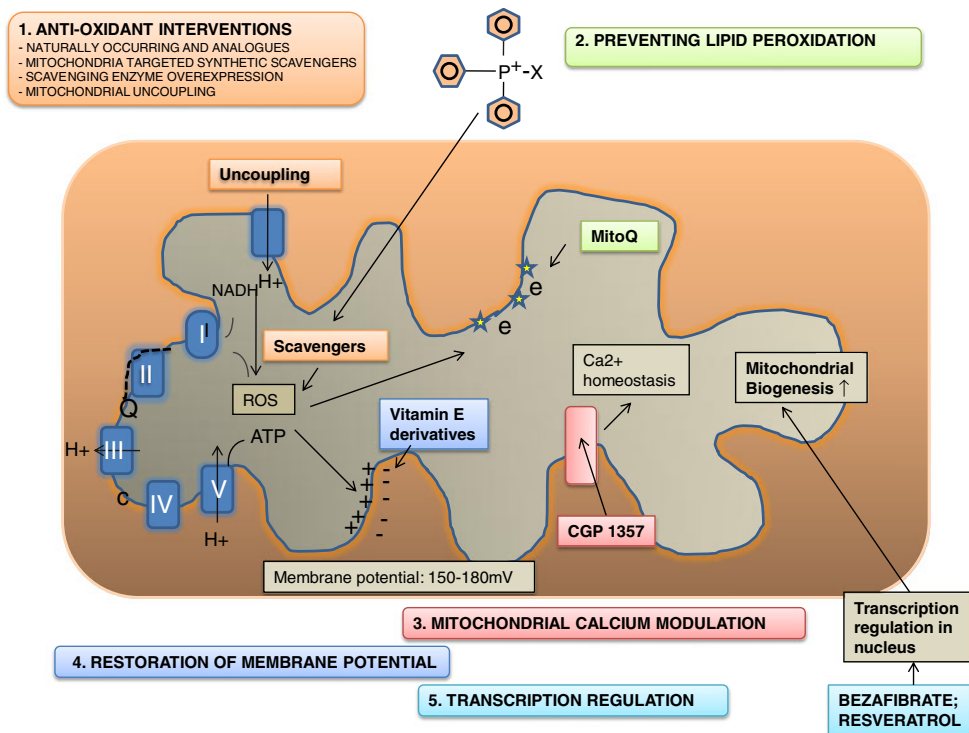 1. ANTI-OXIDANT INTERVENTIONS
- NATURALLY OCCURRING AND ANALOGUES
- MITOCHONDRIA TARGETED SYNTHETIC SCAVENGERS
- SCAVENGING ENZYME OVEREXPRESSION
- MITOCHONDRIAL UNCOUPLING
2. PREVENTING LIPID PEROXIDATION
P+-X
Uncoupling
MitoQ
H+
NADH
e
e
I
I
Scavengers
II
Ca2+
homeostasis
Mitochondrial
Biogenesis ↑
ROS
Q
Vitamin E
derivatives
ATP
H+
III
+ -
+ -
+ -
++ -
++ -
C
IV
V
H+
CGP 1357
Membrane potential: 150-180mV
3. MITOCHONDRIAL CALCIUM MODULATION
Transcription
regulation in
nucleus
4. RESTORATION OF MEMBRANE POTENTIAL
5. TRANSCRIPTION REGULATION
BEZAFIBRATE;
RESVERATROL